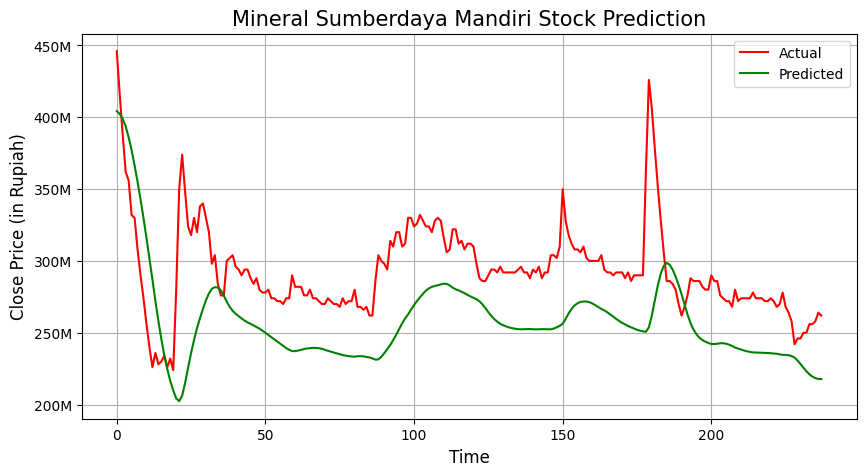 Mineral Sumberdaya Mandiri Stock Prediction
Close Price (in Rupiah)
450M
400M
350M
300M
250M
200M
Actual
Predicted
0
50
100
150
200
Time